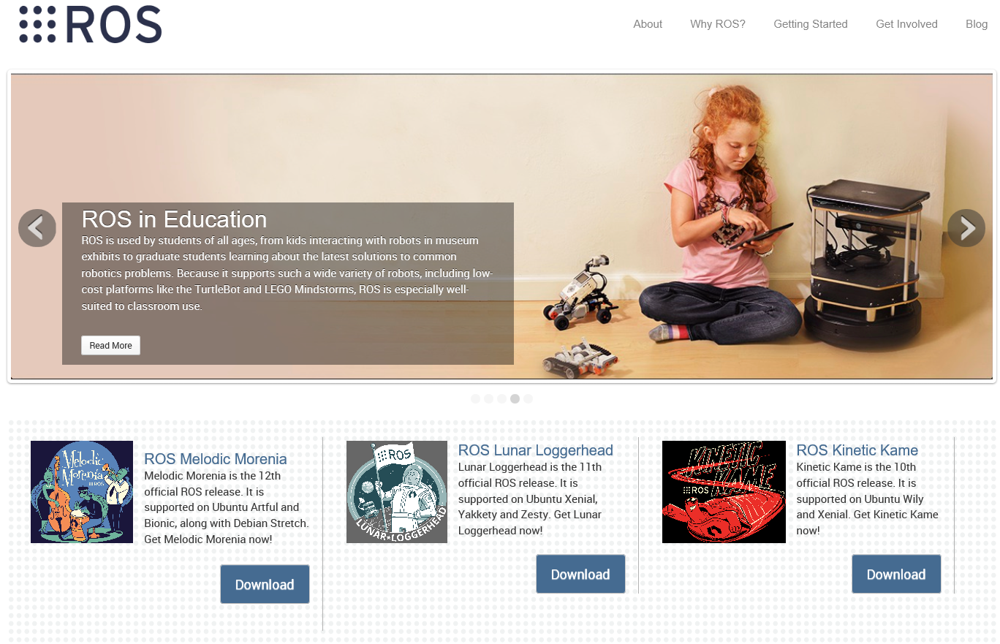 ROS
About
Why ROS?
Getting Started
Get Involved
Blog
ROS in Education
ROS is used by students of all ages, from kids interacting with robots in museum
exhibits to graduate students learning about the latest solutions to common
robotics problems. Because it supports such a wide variety of robots, including low-
cost platforms like the TurtleBot and LEGO Mindstorms, ROS is especially well-
suited to classroom use.
Read More
Melodic
Morenia
ROS
ROS Melodic Morenia
Melodic Morenia is the 12th
official ROS release. It is
supported on Ubuntu Artful and
Bionic, along with Debian Stretch.
Get Melodic Morenia now!
Download
ROS
LUNAR LOGGERHEAD
ROS Lunar Loggerhead
Lunar Loggerhead is the 11th
official ROS release. It is
supported on Ubuntu Xenial,
Yakkety and Zesty. Get Lunar
Loggerhead now!
Download
KINETIC
KAME
ROS
ROS Kinetic Kame
Kinetic Kame is the 10th
official ROS release. It is
supported on Ubuntu Wily
and Xenial. Get Kinetic Kame
now!
Download